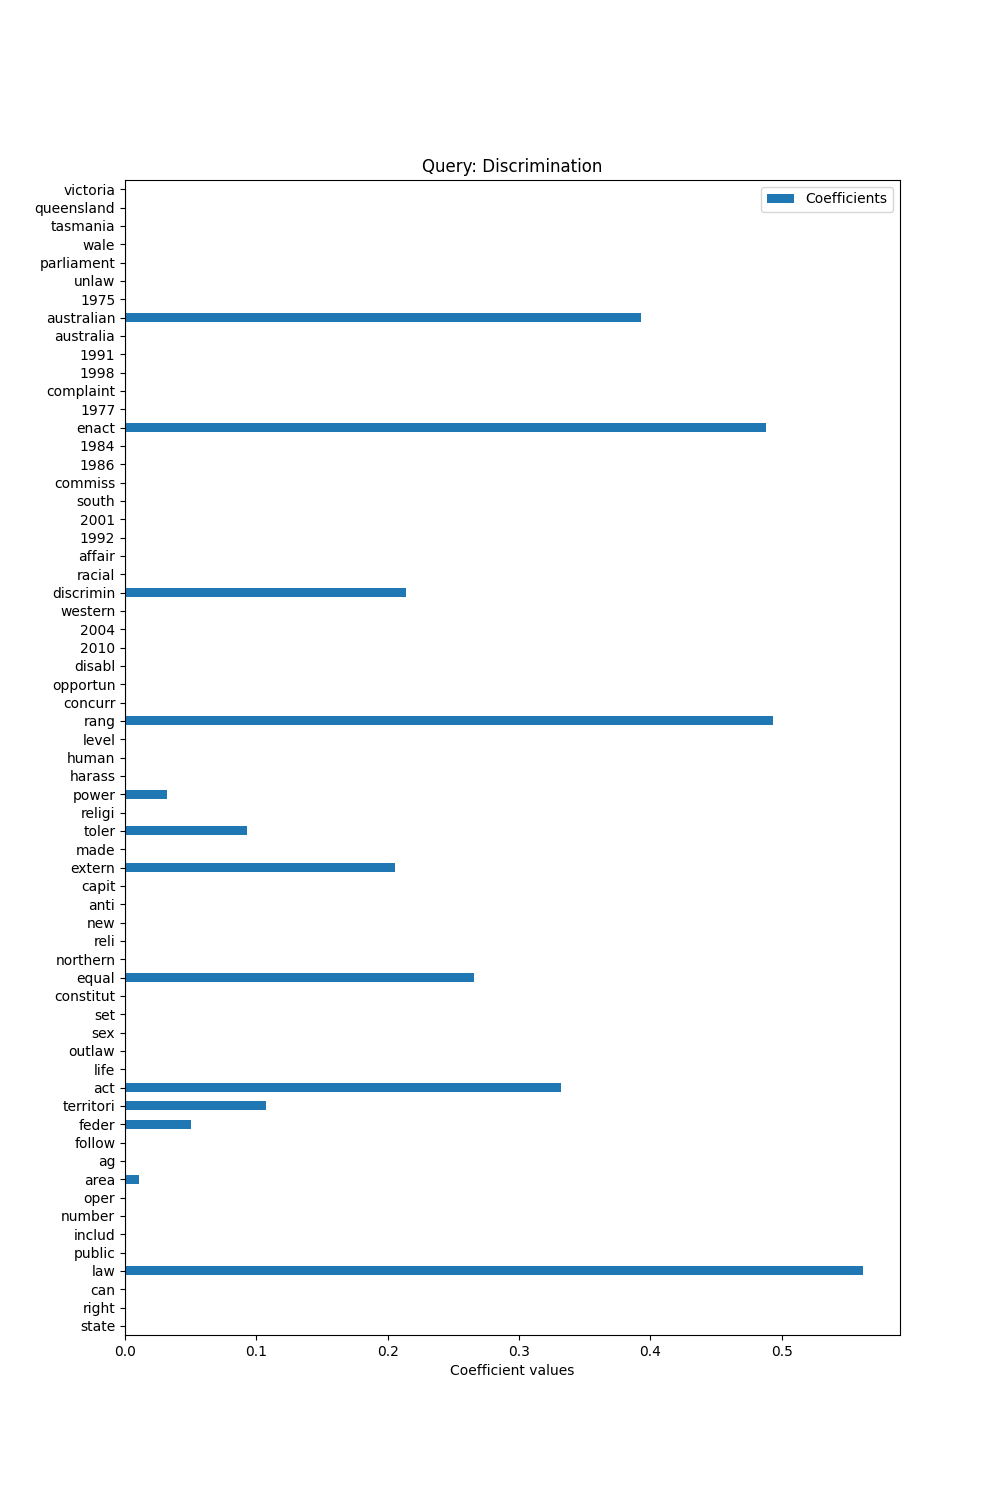 Query: Discrimination
Coefficients
victoria
queensland
tasmania
wale
parliament
unlaw
1975
australian
australia
1991
1998
complaint
1977
enact
1984
1986
commiss
south
2001
1992
affair
racial
discrimin
western
2004
2010
disabl
opportun
concurr
rang
level
human
harass
power
religi
toler
made
extern
capit
anti
new
reli
northern
equal
constitut
set
sex
outlaw
life
act
territori
feder
follow
ag
area
oper
number
includ
public
law
can
right
state
0.0 0.1 0.2 0.3 0.4 0.5
Coefficient values